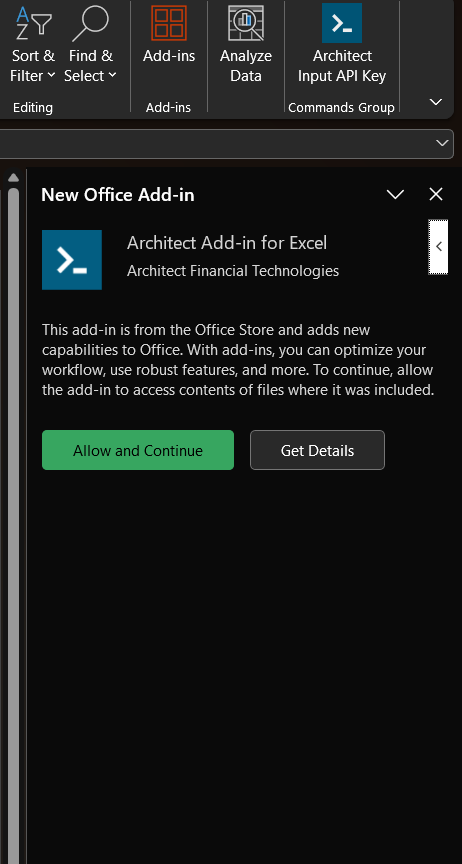 Sort & Filter
Find & Select
Add-ins
Analyze Data
Architect Input API Key
Editing
Add-ins
Commands Group
New Office Add-in
Architect Add-in for Excel
Architect Financial Technologies
This add-in is from the Office Store and adds new
capabilities to Office. With add-ins, you can optimize your
workflow, use robust features, and more. To continue, allow
the add-in to access contents of files where it was included.
Allow and Continue
Get Details